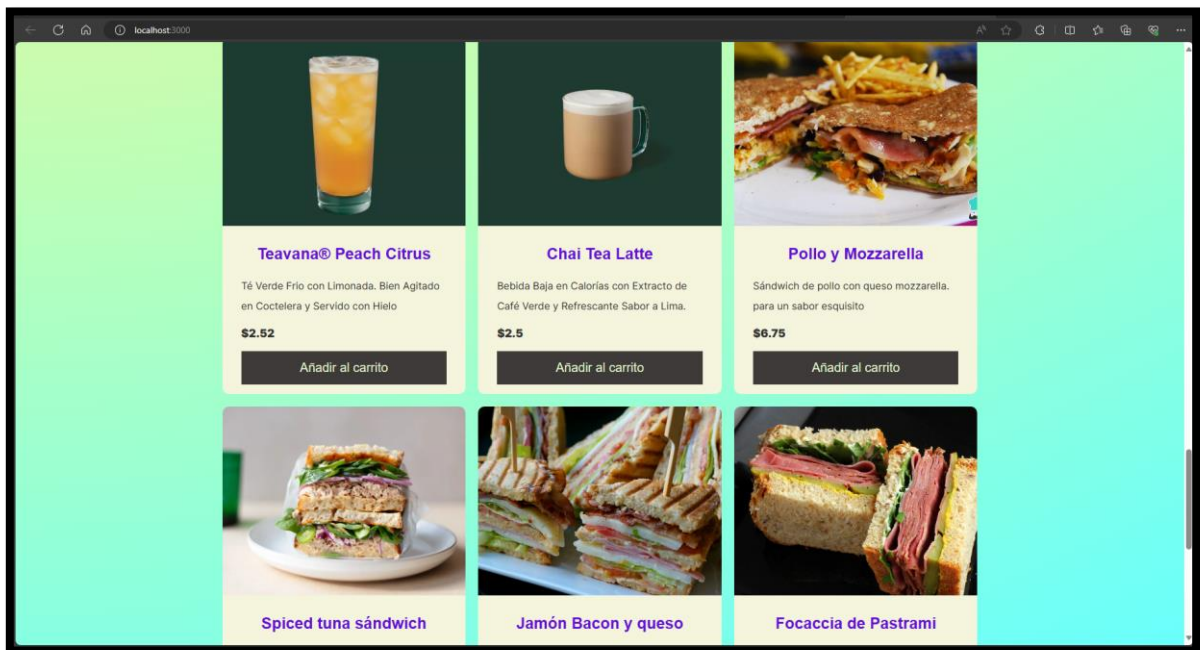 localhost:3000
Teavana® Peach Citrus
Té Verde Frio con Limonada. Bien Agitado
en Coctelera y Servido con Hielo
$2.52
Añadir al carrito
Chai Tea Latte
Bebida Baja en Calorías con Extracto de
Café Verde y Refrescante Sabor a Lima.
$2.5
Añadir al carrito
Pollo y Mozzarella
Sándwich de pollo con queso mozzarella.
para un sabor esquisito
$6.75
Añadir al carrito
Spiced tuna sándwich
Jamón Bacon y queso
Focaccia de Pastrami